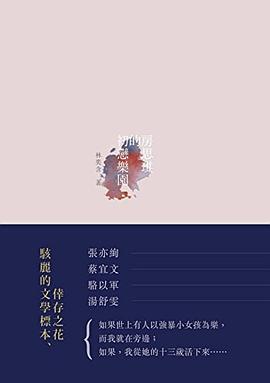 房思琪
的
初戀樂園
林奕含 著
張亦絢
蔡宜文
駱以軍
湯舒雯
如果世上有人以強暴小女孩為樂，
而我就在旁邊；
如果，我從她的十三歲活下來……
駭麗的文學標本、
倖存之花